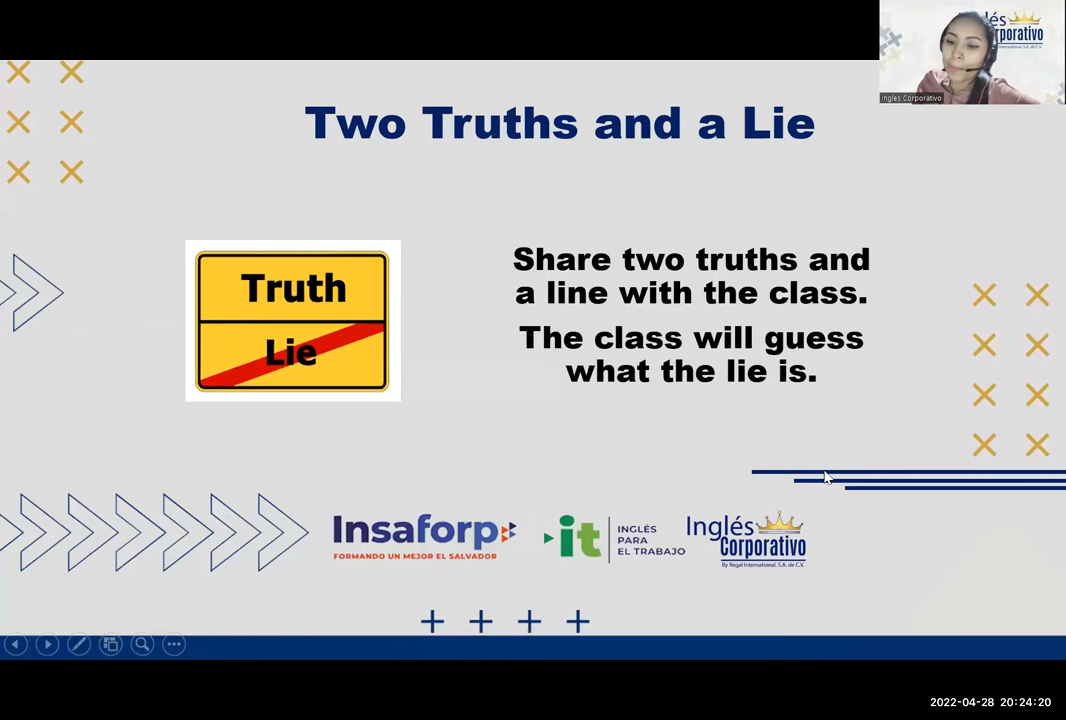 Inglés
Corporativo
Two Truths and a Lie
Truth
Lie
Share two truths and
a line with the class.
The class will guess
what the lie is.
Insaforp
FORMANDO UN MEJOR EL SALVADOR
it
INGLÉS
PARA
EL TRABAJO
Inglés
Corporativo
By Regal International, S.A. de C.V.
2022-04-28 20:24:20